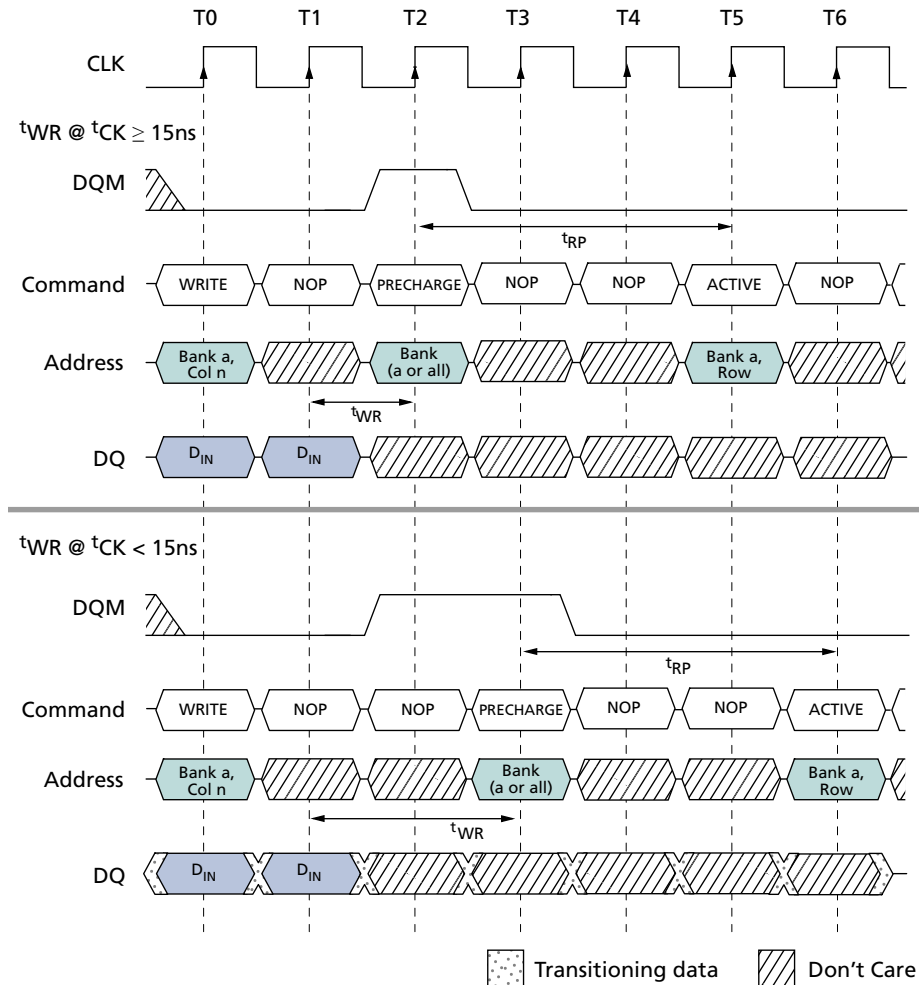 T0 T1 T2 T3 T4 T5 T6
CLK
tWR @ tCK ≥ 15ns
DQM
tRP
Command WRITE NOP PRECHARGE NOP NOP ACTIVE NOP
Address Bank a, Col n Bank (a or all) Bank a, Row
tWR
DQ DIN DIN
tWR @ tCK < 15ns
DQM
tRP
Command WRITE NOP NOP PRECHARGE NOP NOP ACTIVE
Address Bank a, Col n Bank (a or all) Bank a, Row
tWR
DQ DIN DIN
Transitioning data Don't Care